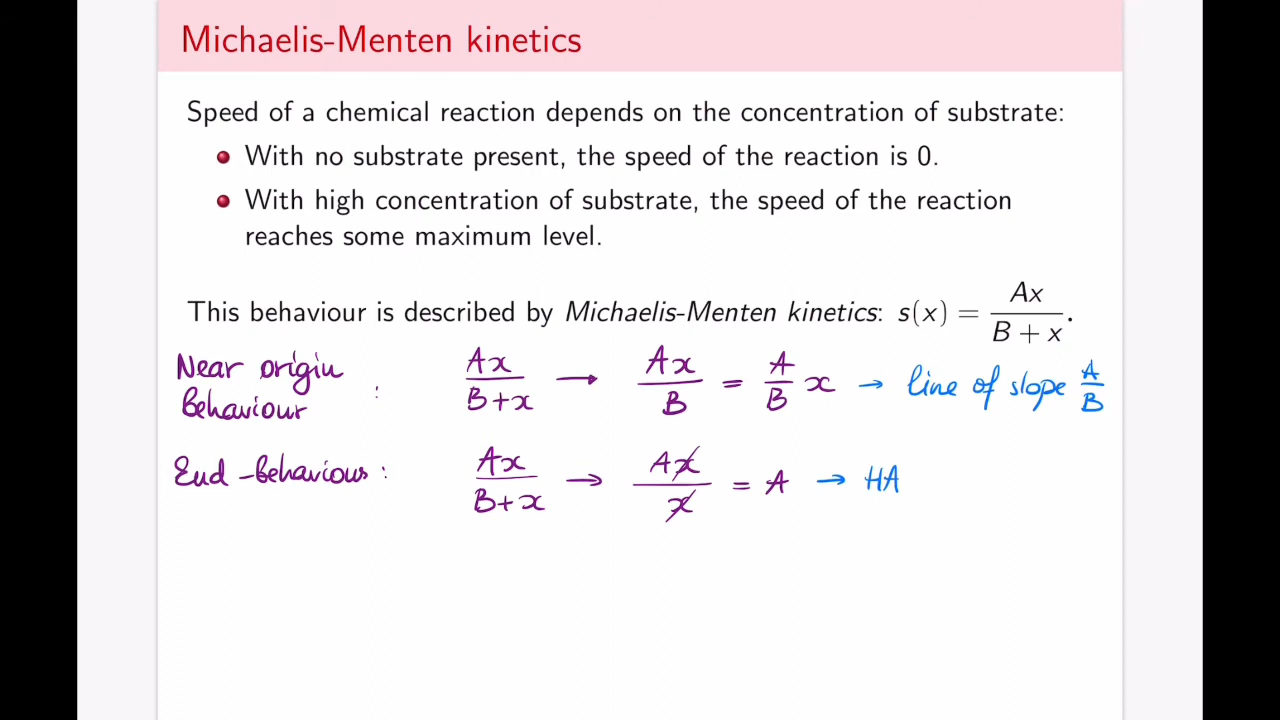 Michaelis-Menten kinetics
Speed of a chemical reaction depends on the concentration of substrate:
With no substrate present, the speed of the reaction is 0.
With high concentration of substrate, the speed of the reaction
reaches some maximum level.
This behaviour is described by Michaelis-Menten kinetics: s(x) = Ax / (B + x).
Near origin
Behaviour : Ax / (B+x) → Ax / B = A/B x → line of slope A/B
End-behaviour: Ax / (B+x) → Ax / x = A → HA